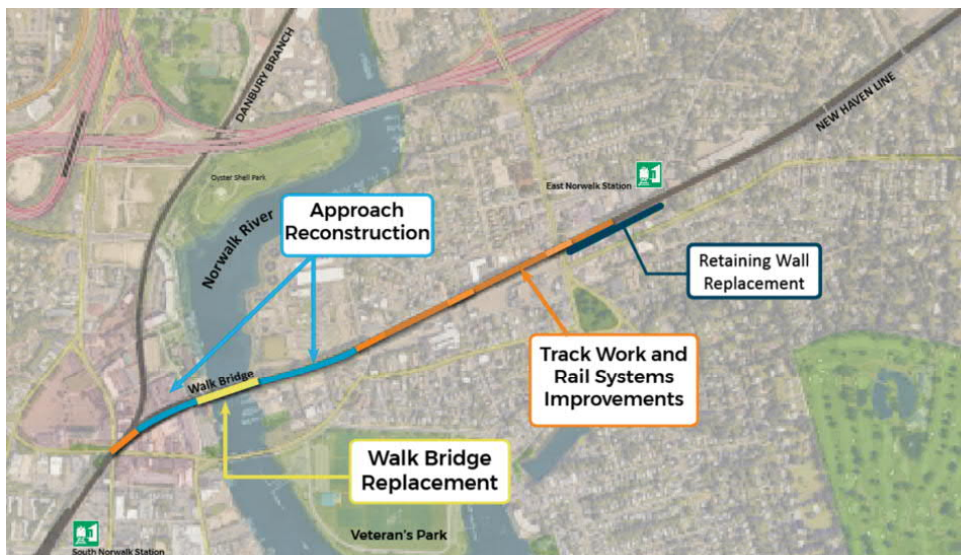 DANBURY BRANCH
NEW HAVEN LINE
Oyster Shell Park
East Norwalk Station
Norwalk River
Approach
Reconstruction
Retaining Wall
Replacement
Walk Bridge
Track Work and
Rail Systems
Improvements
Walk Bridge
Replacement
Veteran's Park
South Norwalk Station